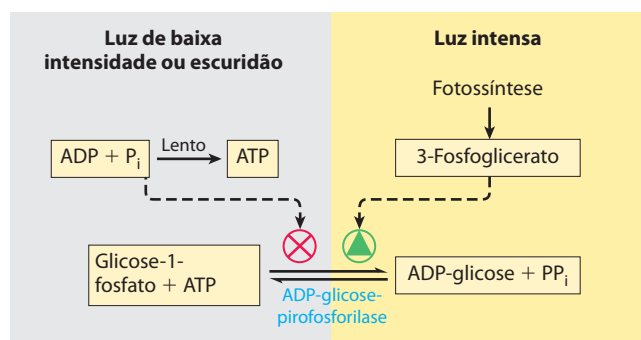 Luz de baixa
intensidade ou escuridão
Luz intensa
Fotossíntese
ADP + Pi
Lento
ATP
3-Fosfoglicerato
Glicose-1-
fosfato + ATP
ADP-glicose + PPi
ADP-glicose-
pirofosforilase